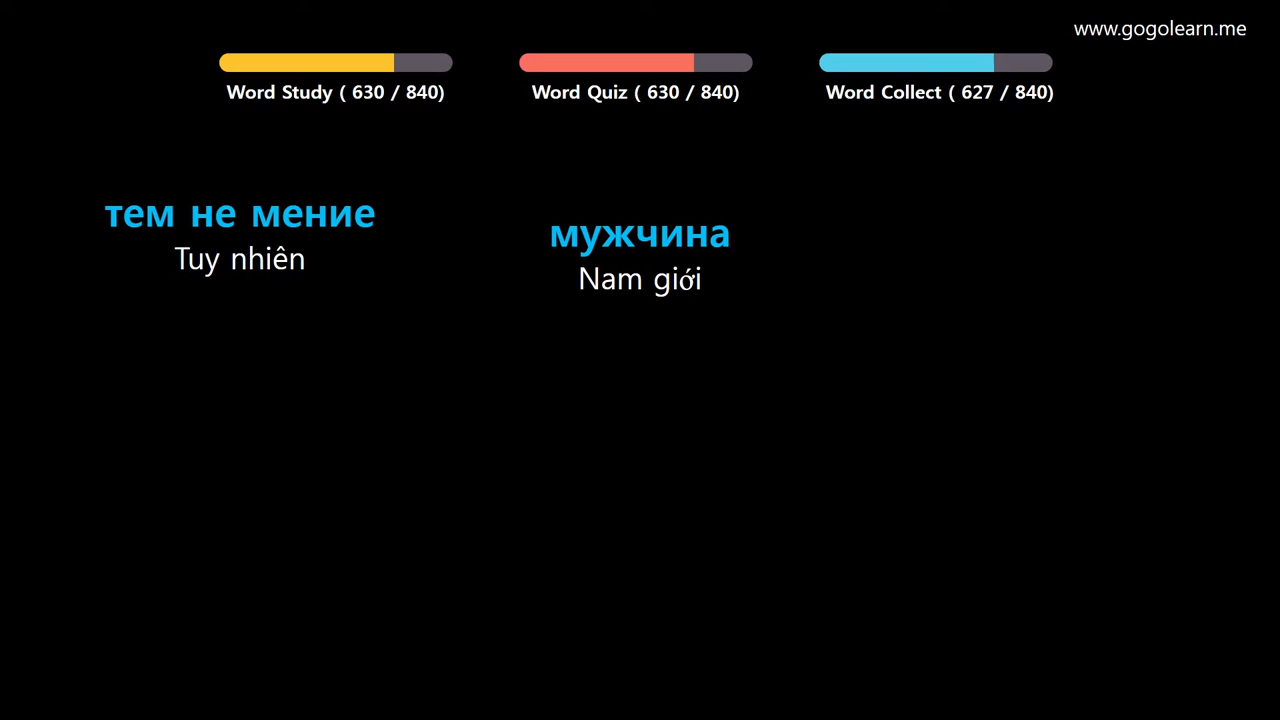 www.gogolearn.me
Word Study ( 630 / 840)
Word Quiz ( 630 / 840)
Word Collect ( 627 / 840)
тем не мение
Tuy nhiên
мужчина
Nam giới